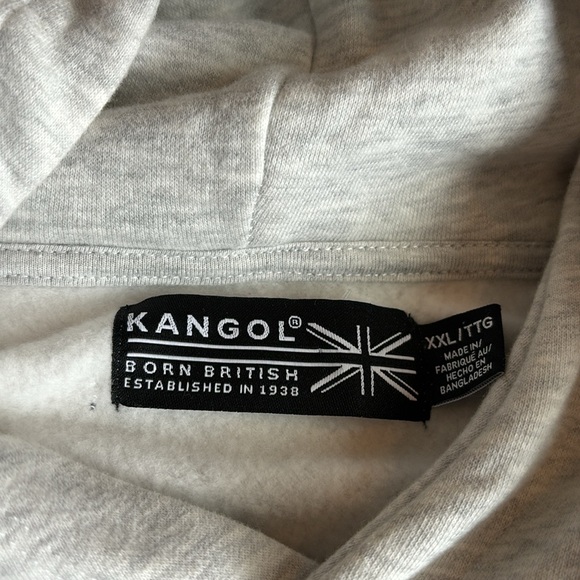 KANGOL®
BORN BRITISH
ESTABLISHED IN 1938
XXL/TTG
MADE IN/
FABRIQUÉ AU/
HECHO EN
BANGLADESH